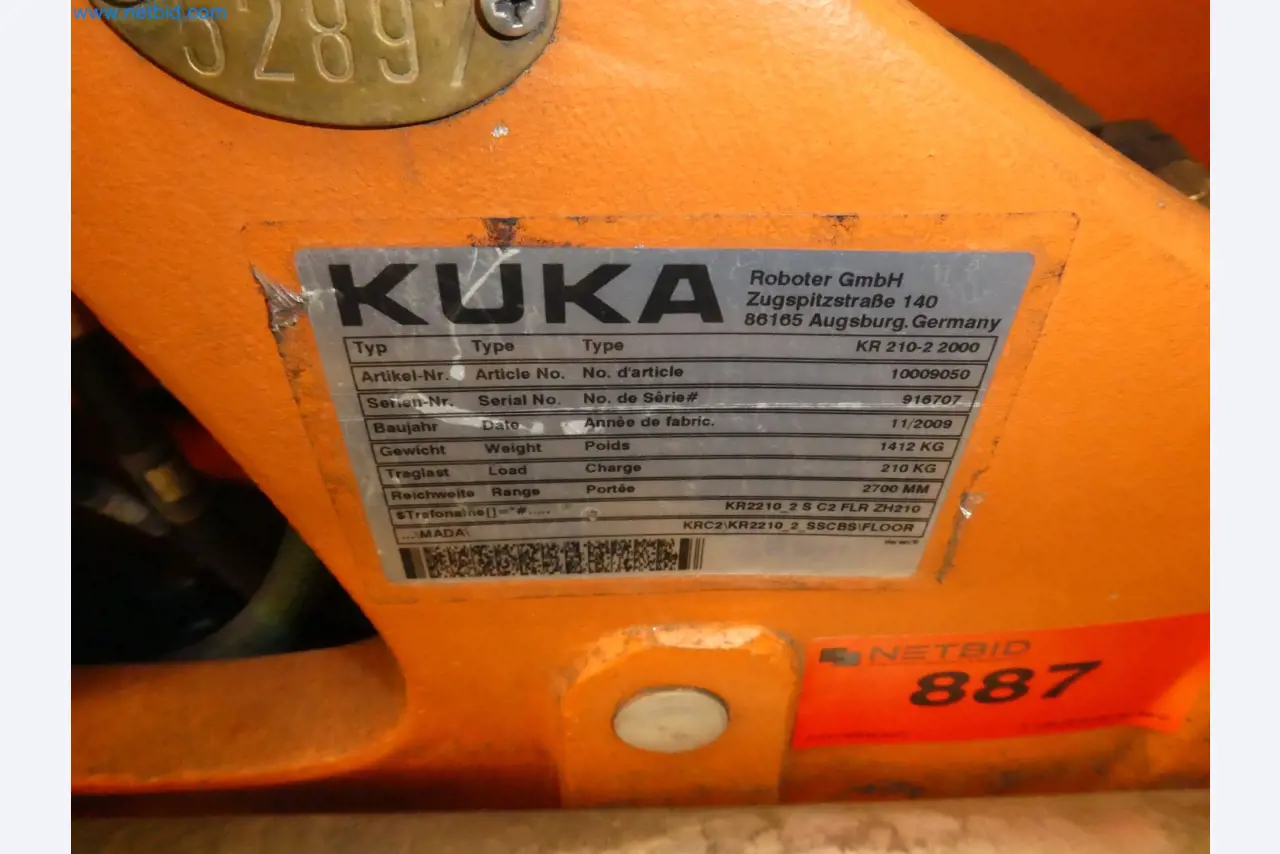 www.netbid.com
52897
KUKA
Roboter GmbH
Zugspitzstraße 140
86165 Augsburg, Germany
Typ Type Type KR 210-2 2000
Artikel-Nr. Article No. No. d'article 10009050
Serien-Nr. Serial No. No. de Série# 916707
Baujahr Date Année de fabric. 11/2009
Gewicht Weight Poids 1412 KG
Traglast Load Charge 210 KG
Reichweite Range Portée 2700 MM
$Trafoname[]="#..... KR2210_2 S C2 FLR ZH210
...\MADA\ KRC2\KR2210_2_SSCBS\FLOOR
NETBID
887